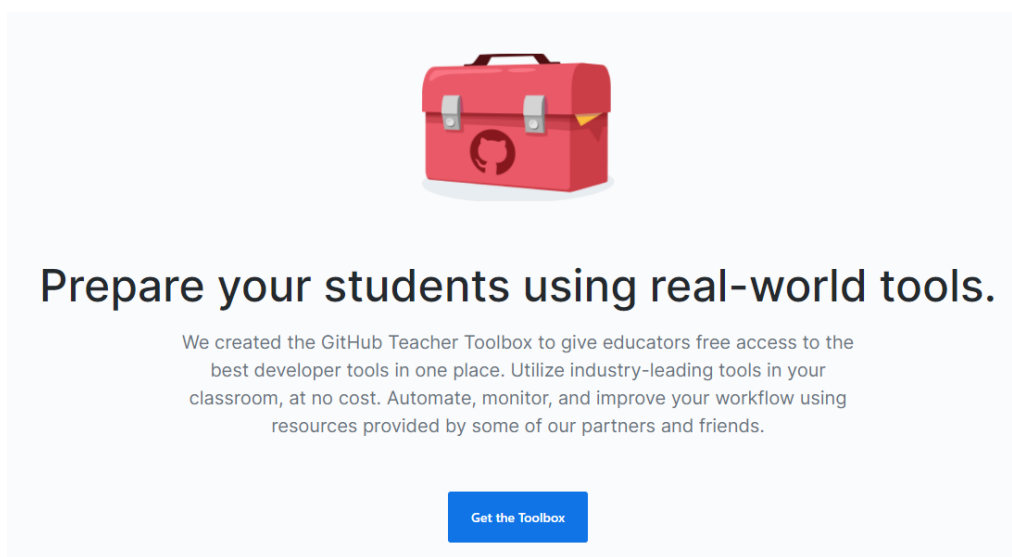 Prepare your students using real-world tools.
We created the GitHub Teacher Toolbox to give educators free access to the
best developer tools in one place. Utilize industry-leading tools in your
classroom, at no cost. Automate, monitor, and improve your workflow using
resources provided by some of our partners and friends.
Get the Toolbox